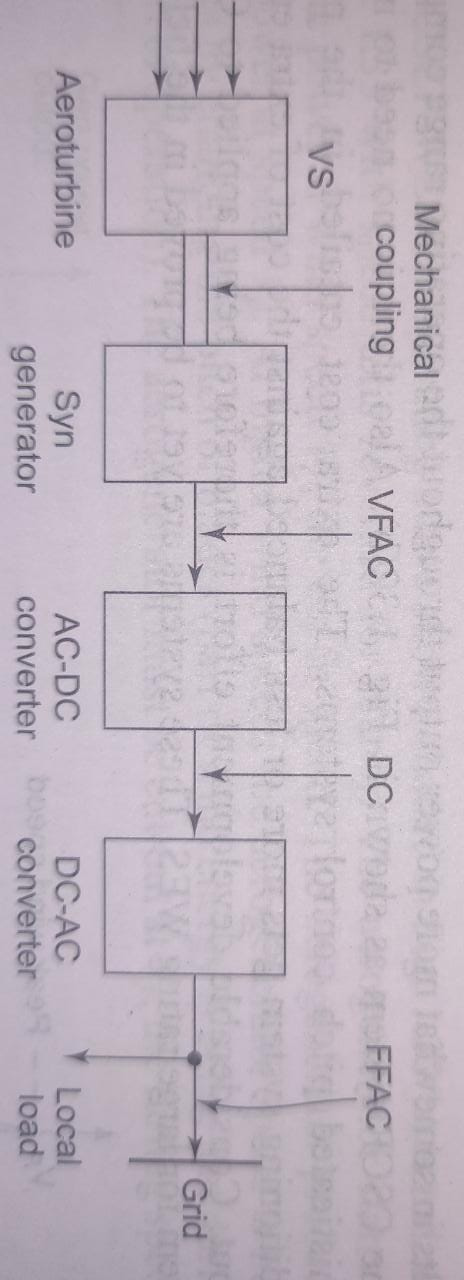 Mechanical
coupling
VS
VFAC
DC
FFAC
Grid
Aeroturbine
Syn
generator
AC-DC
converter
DC-AC
converter
Local
load